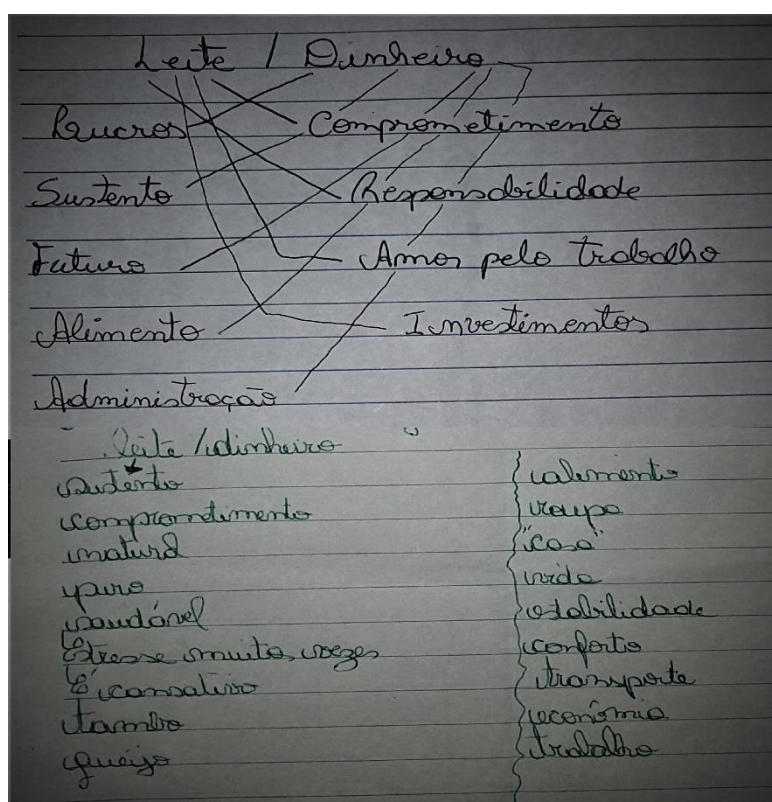 Leite / Dinheiro
Lucros Comprometimento
Sustento Responsabilidade
Futuro Amor pelo trabalho
Alimento Investimentos
Administração
leite / dinheiro
sustento alimento
comprometimento roupa
natural "casa"
puro vida
saudável estabilidade
Estresse muitas vezes conforto
É cansativo transporte
tambo economia
queijo trabalho